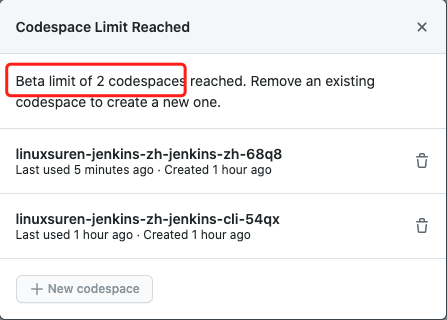 Codespace Limit Reached
Beta limit of 2 codespaces reached. Remove an existing
codespace to create a new one.
linuxsuren-jenkins-zh-jenkins-zh-68q8
Last used 5 minutes ago · Created 1 hour ago
linuxsuren-jenkins-zh-jenkins-cli-54qx
Last used 1 hour ago · Created 1 hour ago
New codespace